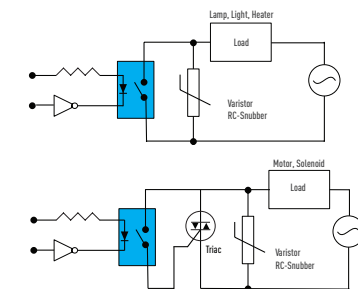 Lamp, Light, Heater
Load
Varistor
RC-Snubber
Motor, Solenoid
Load
Triac
Varistor
RC-Snubber